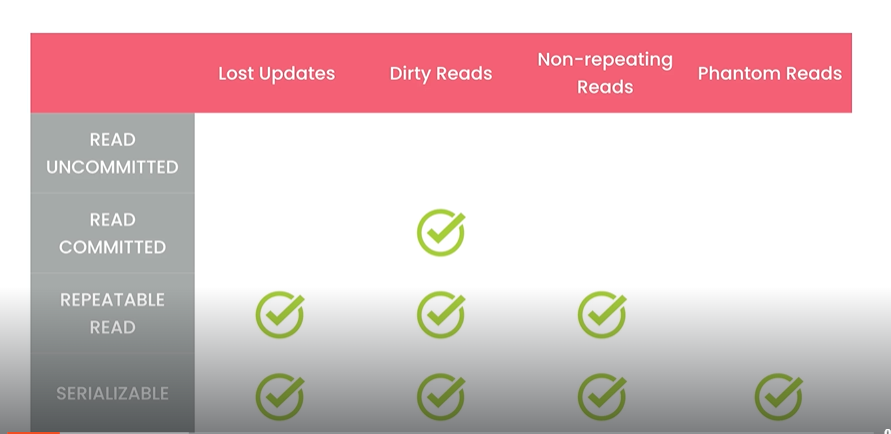 Lost Updates
Dirty Reads
Non-repeating
Reads
Phantom Reads
READ
UNCOMMITTED
READ
COMMITTED
REPEATABLE
READ
SERIALIZABLE